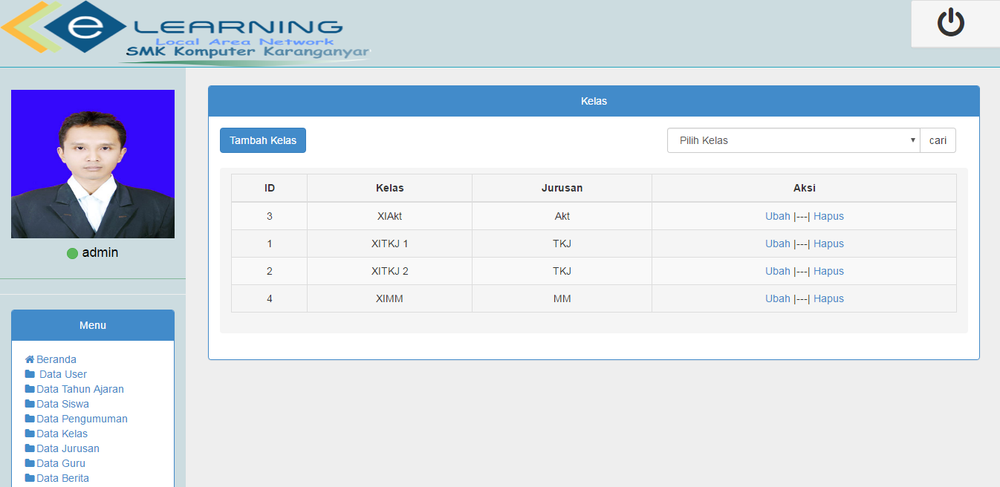 e LEARNING
Local Area Network
SMK Komputer Karanganyar
admin
Menu
Beranda
Data User
Data Tahun Ajaran
Data Siswa
Data Pengumuman
Data Kelas
Data Jurusan
Data Guru
Data Berita
Kelas
Tambah Kelas Pilih Kelas cari
ID Kelas Jurusan Aksi
3 XIAkt Akt Ubah |---| Hapus
1 XITKJ 1 TKJ Ubah |---| Hapus
2 XITKJ 2 TKJ Ubah |---| Hapus
4 XIMM MM Ubah |---| Hapus